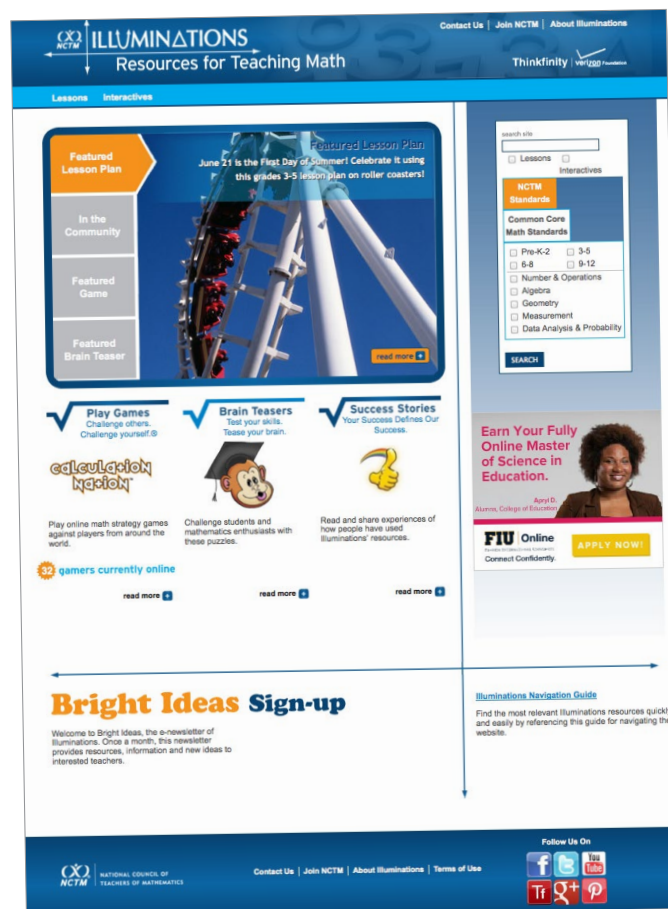 Contact Us | Join NCTM | About Illuminations
NCTM
ILLUMINATIONS
Resources for Teaching Math
Thinkfinity | verizon Foundation
Lessons Interactives
Featured
Lesson Plan
In the
Community
Featured
Game
Featured
Brain Teaser
Featured Lesson Plan
June 21 is the First Day of Summer! Celebrate it using
this grades 3-5 lesson plan on roller coasters!
read more +
search site
Lessons
Interactives
NCTM
Standards
Common Core
Math Standards
Pre-K-2 3-5
6-8 9-12
Number & Operations
Algebra
Geometry
Measurement
Data Analysis & Probability
SEARCH
Play Games
Challenge others.
Challenge yourself.®
CALCULATION
NATION
Play online math strategy games
against players from around the
world.
32 gamers currently online
read more +
Brain Teasers
Test your skills.
Tease your brain.
Challenge students and
mathematics enthusiasts with
these puzzles.
read more +
Success Stories
Your Success Defines Our
Success.
Read and share experiences of
how people have used
Illuminations' resources.
read more +
Earn Your Fully
Online Master
of Science in
Education.
Apryl D.
Alumna, College of Education
FIU | Online
Connect Confidently.
APPLY NOW!
Bright Ideas Sign-up
Welcome to Bright Ideas, the e-newsletter of
Illuminations. Once a month, this newsletter
provides resources, information and new ideas to
interested teachers.
Illuminations Navigation Guide
Find the most relevant Illuminations resources quickl
and easily by referencing this guide for navigating the
website.
NCTM
NATIONAL COUNCIL OF
TEACHERS OF MATHEMATICS
Contact Us | Join NCTM | About Illuminations | Terms of Use
Follow Us On
f t You Tube
Tf g+ P